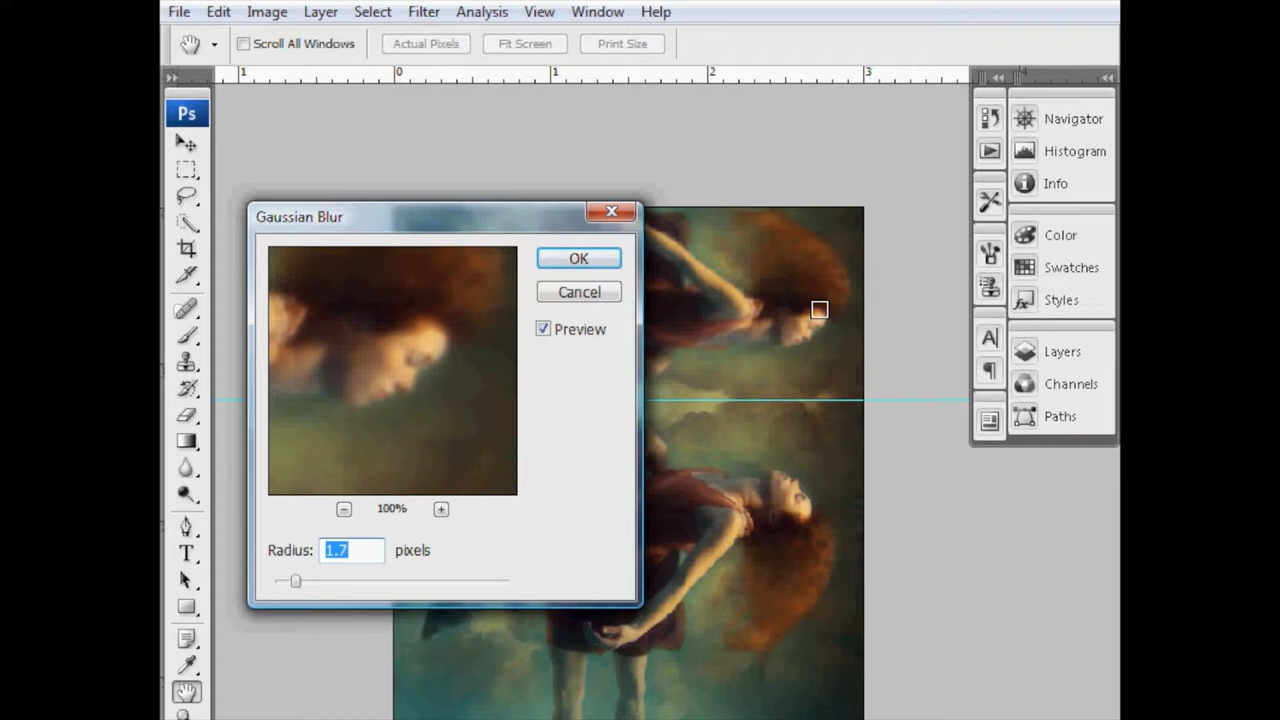 File Edit Image Layer Select Filter Analysis View Window Help
Scroll All Windows Actual Pixels Fit Screen Print Size
1 0 1 2 3 4
Ps
Navigator
Histogram
Info
Color
Swatches
Styles
Layers
Channels
Paths
Gaussian Blur
OK
Cancel
Preview
100%
Radius: 1.7 pixels